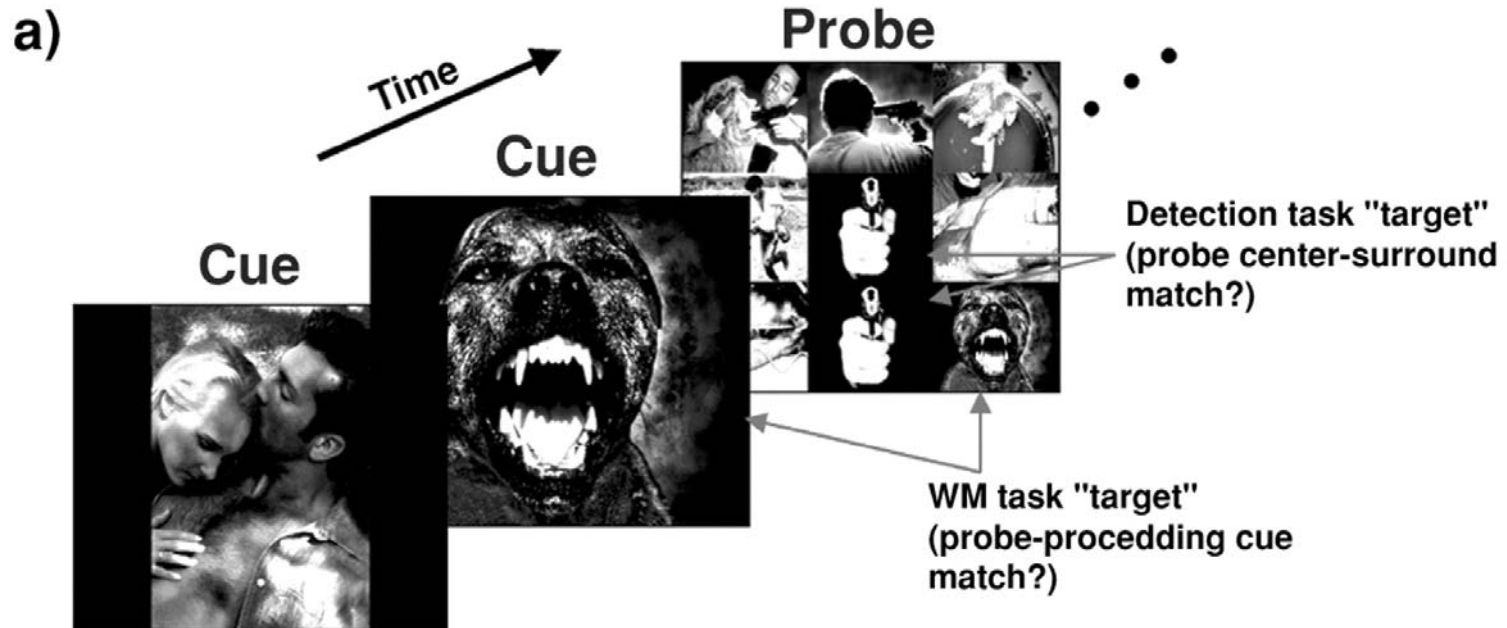 a)
Probe
Time
Cue
Cue
Detection task "target"
(probe center-surround
match?)
WM task "target"
(probe-procedding cue
match?)